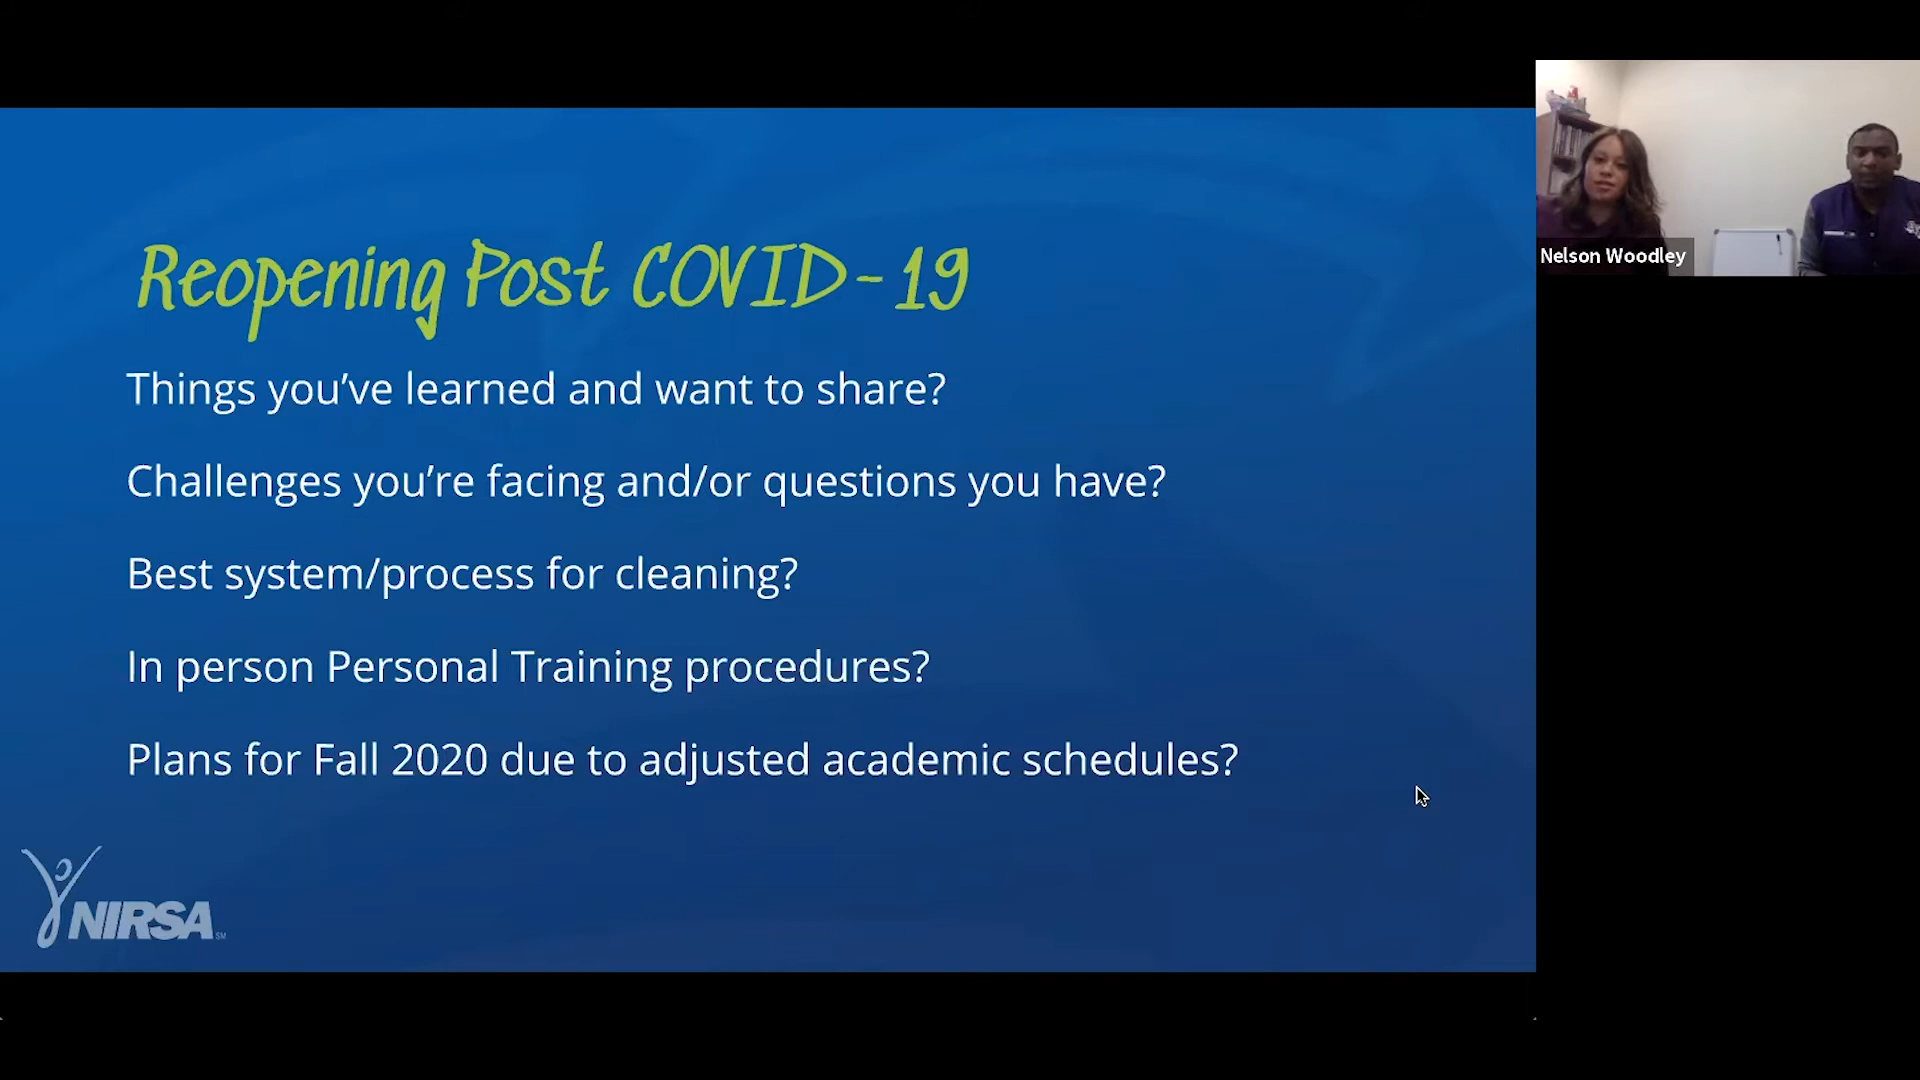 Reopening Post COVID-19
Things you've learned and want to share?
Challenges you're facing and/or questions you have?
Best system/process for cleaning?
In person Personal Training procedures?
Plans for Fall 2020 due to adjusted academic schedules?
NIRSA SM
Nelson Woodley